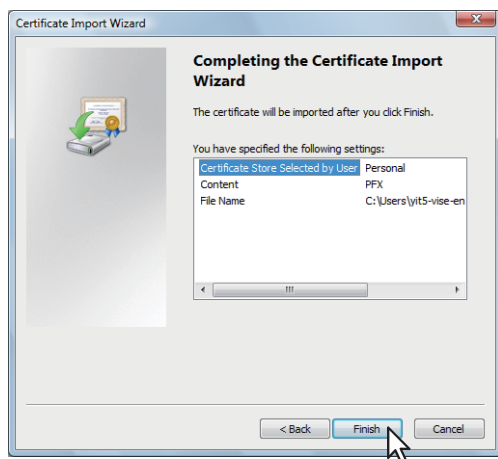 Certificate Import Wizard
Completing the Certificate Import
Wizard
The certificate will be imported after you click Finish.
You have specified the following settings:
Certificate Store Selected by User Personal
Content PFX
File Name C:\Users\yit5-vise-en
< Back Finish Cancel